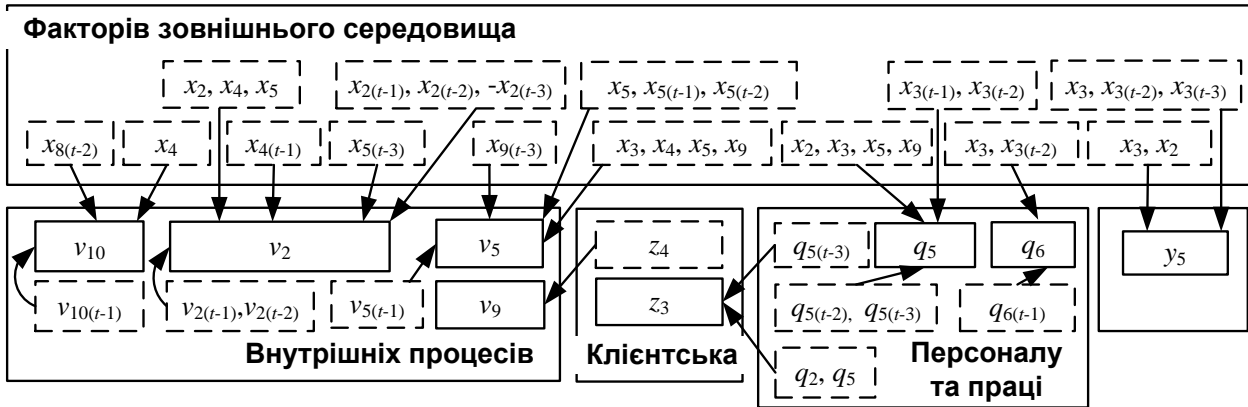 Факторів зовнішнього середовища
x2, x4, x5
x2(t-1), x2(t-2), -x2(t-3)
x5, x5(t-1), x5(t-2)
x3(t-1), x3(t-2)
x3, x3(t-2), x3(t-3)
x8(t-2)
x4
x4(t-1)
x5(t-3)
x9(t-3)
x3, x4, x5, x9
x2, x3, x5, x9
x3, x3(t-2)
x3, x2
v10
v2
v5
z4
q5(t-3)
q5
q6
y5
v10(t-1)
v2(t-1),v2(t-2)
v5(t-1)
v9
z3
q5(t-2), q5(t-3)
q6(t-1)
Внутрішніх процесів
Клієнтська
q2, q5
Персоналу
та праці